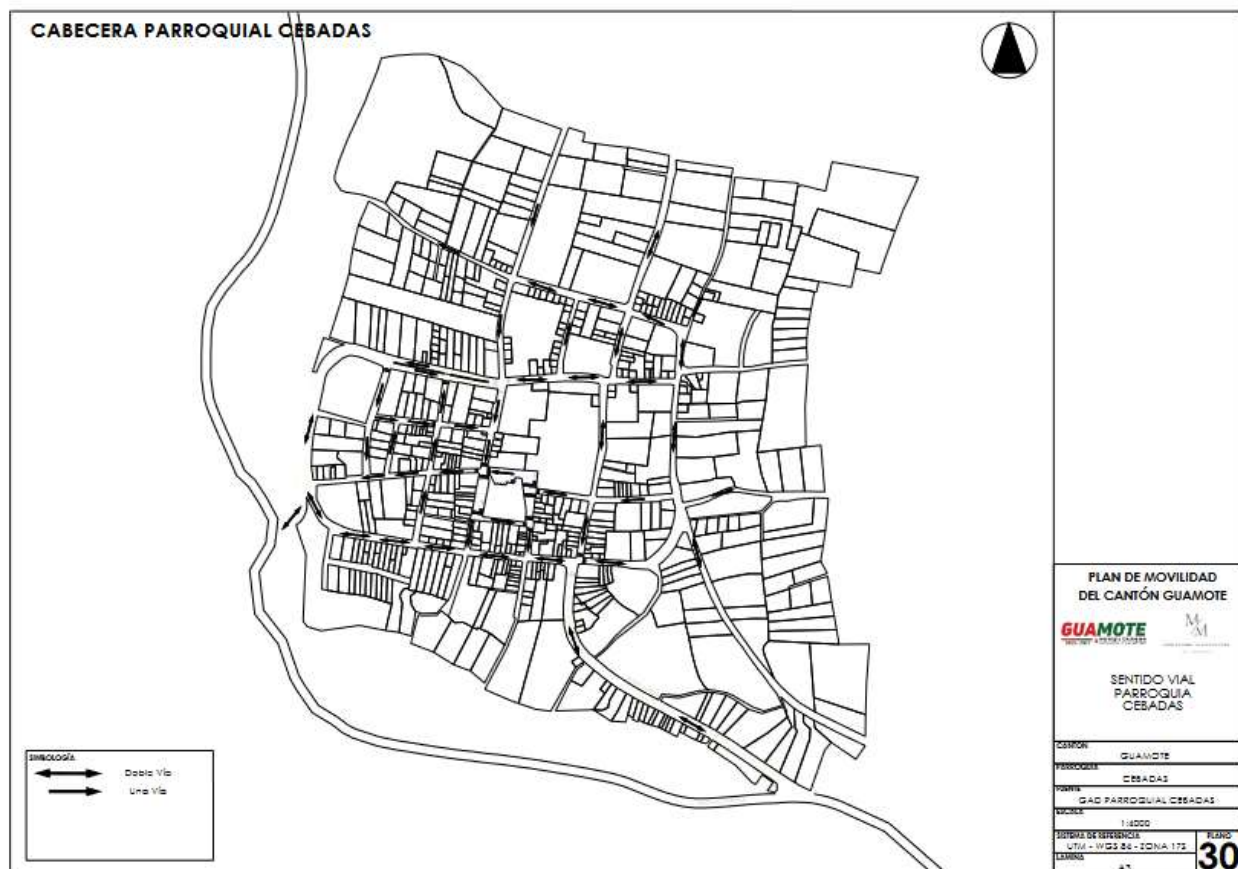 CABECERA PARROQUIAL CEBADAS
SIMBOLOGÍA
Doble Vía
Una Vía
PLAN DE MOVILIDAD
DEL CANTÓN GUAMOTE
GUAMOTE
M
M
SENTIDO VIAL
PARROQUIA
CEBADAS
CANTÓN
GUAMOTE
PARROQUIA
CEBADAS
FUENTE
GAD PARROQUIAL CEBADAS
ESCALA
1:6000
SISTEMA DE REFERENCIA
UTM - WGS 84 - ZONA 17S
LAMINA
A3
PLANO
30